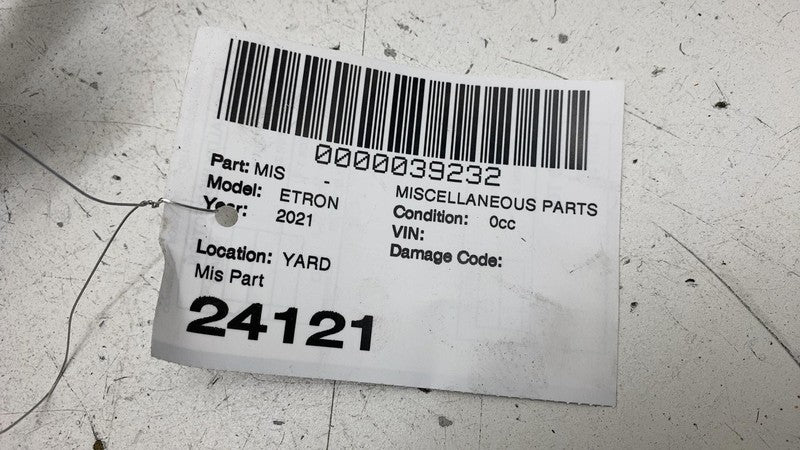 0000039232
Part: MIS -
MISCELLANEOUS PARTS
Model: ETRON
Condition: 0cc
Year: 2021
VIN:
Damage Code:
Location: YARD
Mis Part
24121